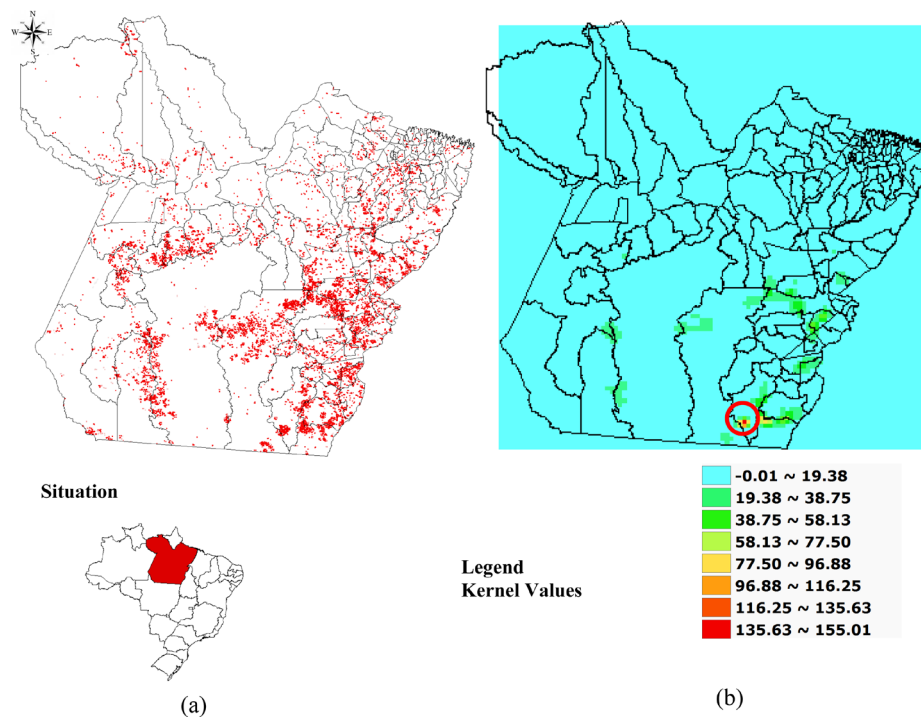 N
W E
S
Situation
Legend
Kernel Values
-0.01 ~ 19.38
19.38 ~ 38.75
38.75 ~ 58.13
58.13 ~ 77.50
77.50 ~ 96.88
96.88 ~ 116.25
116.25 ~ 135.63
135.63 ~ 155.01
(a)
(b)